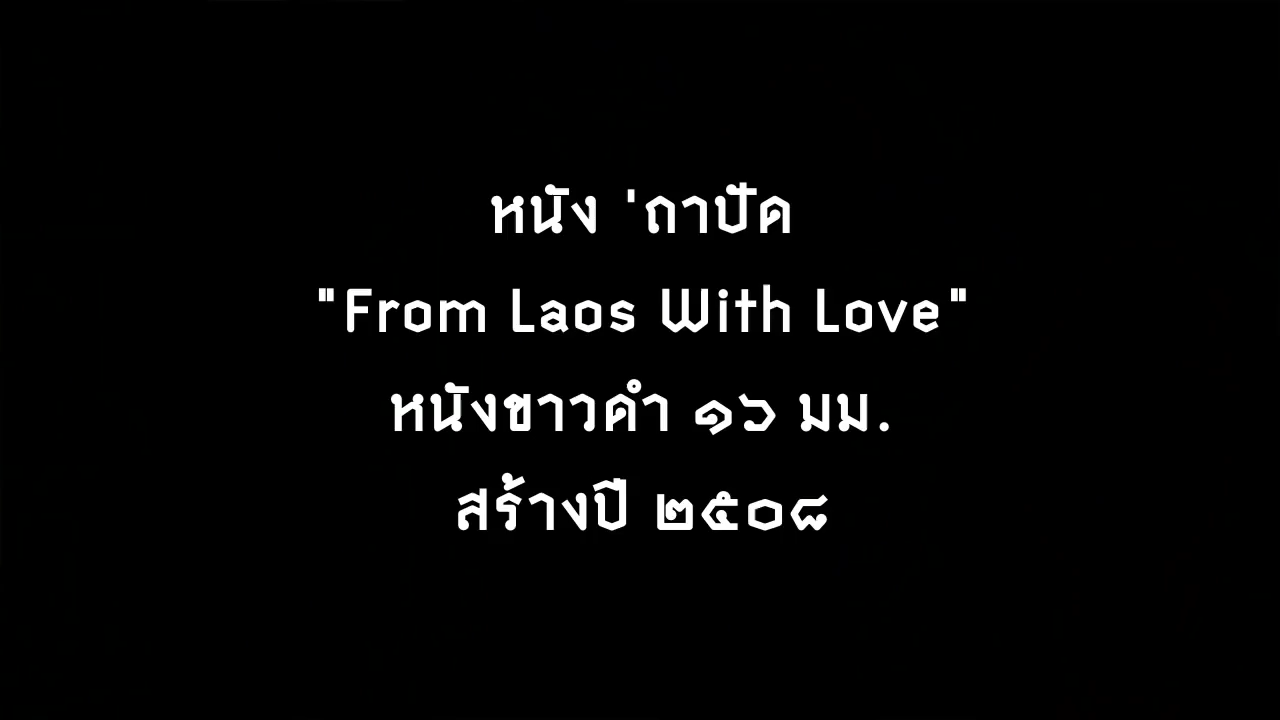 หนัง 'ถาปัด
"From Laos With Love"
หนังขาวดำ ๑๖ มม.
สร้างปี ๒๕๐๘